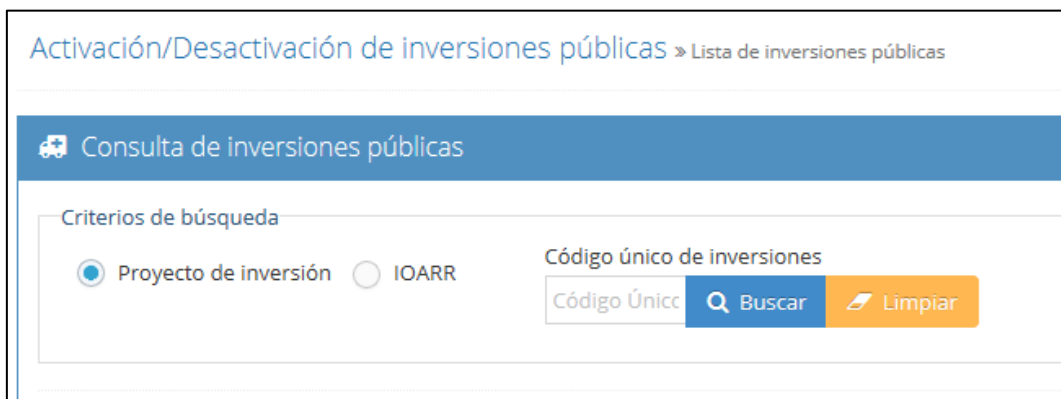 Activación/Desactivación de inversiones públicas » Lista de inversiones públicas
Consulta de inversiones públicas
Criterios de búsqueda
Proyecto de inversión IOARR
Código único de inversiones
Código Único Buscar Limpiar